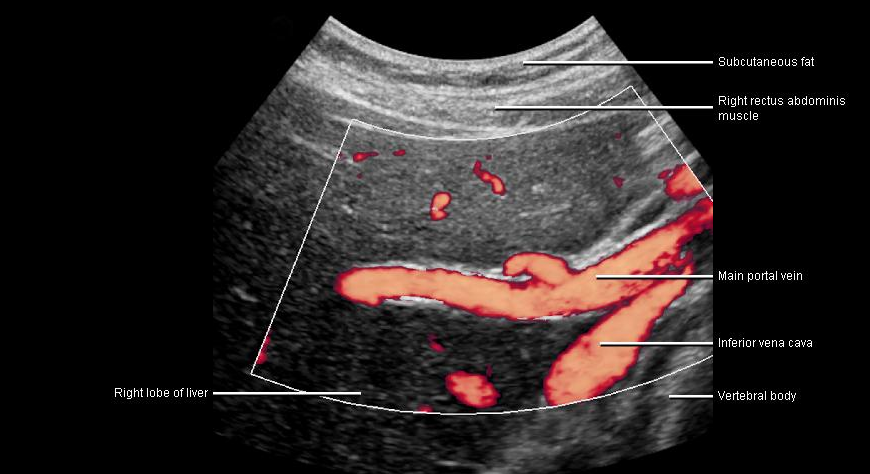 Subcutaneous fat
Right rectus abdominis
muscle
Main portal vein
Inferior vena cava
Right lobe of liver
Vertebral body